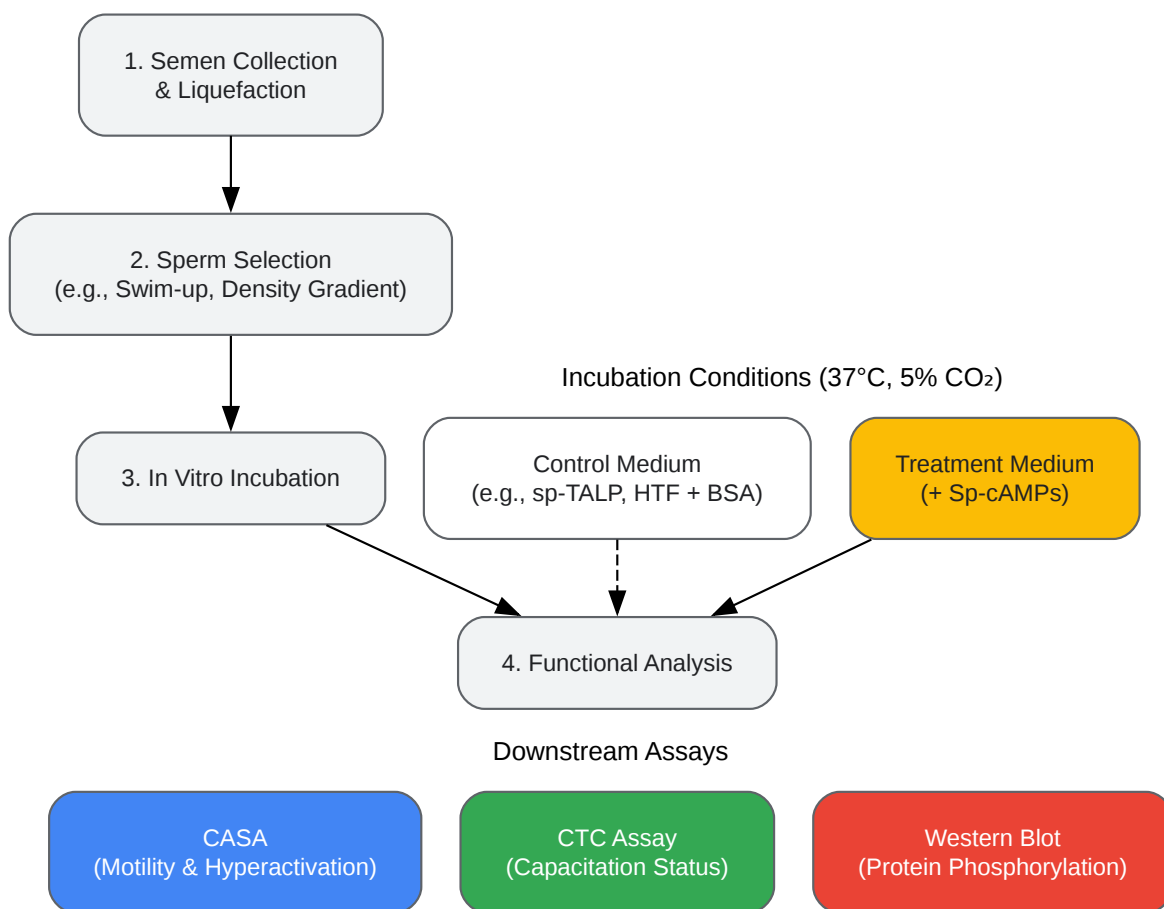 1. Semen Collection
& Liquefaction
2. Sperm Selection
(e.g., Swim-up, Density Gradient)
Incubation Conditions (37°C, 5% CO₂)
3. In Vitro Incubation
Control Medium
(e.g., sp-TALP, HTF + BSA)
Treatment Medium
(+ Sp-cAMPs)
4. Functional Analysis
Downstream Assays
CASA
(Motility & Hyperactivation)
CTC Assay
(Capacitation Status)
Western Blot
(Protein Phosphorylation)